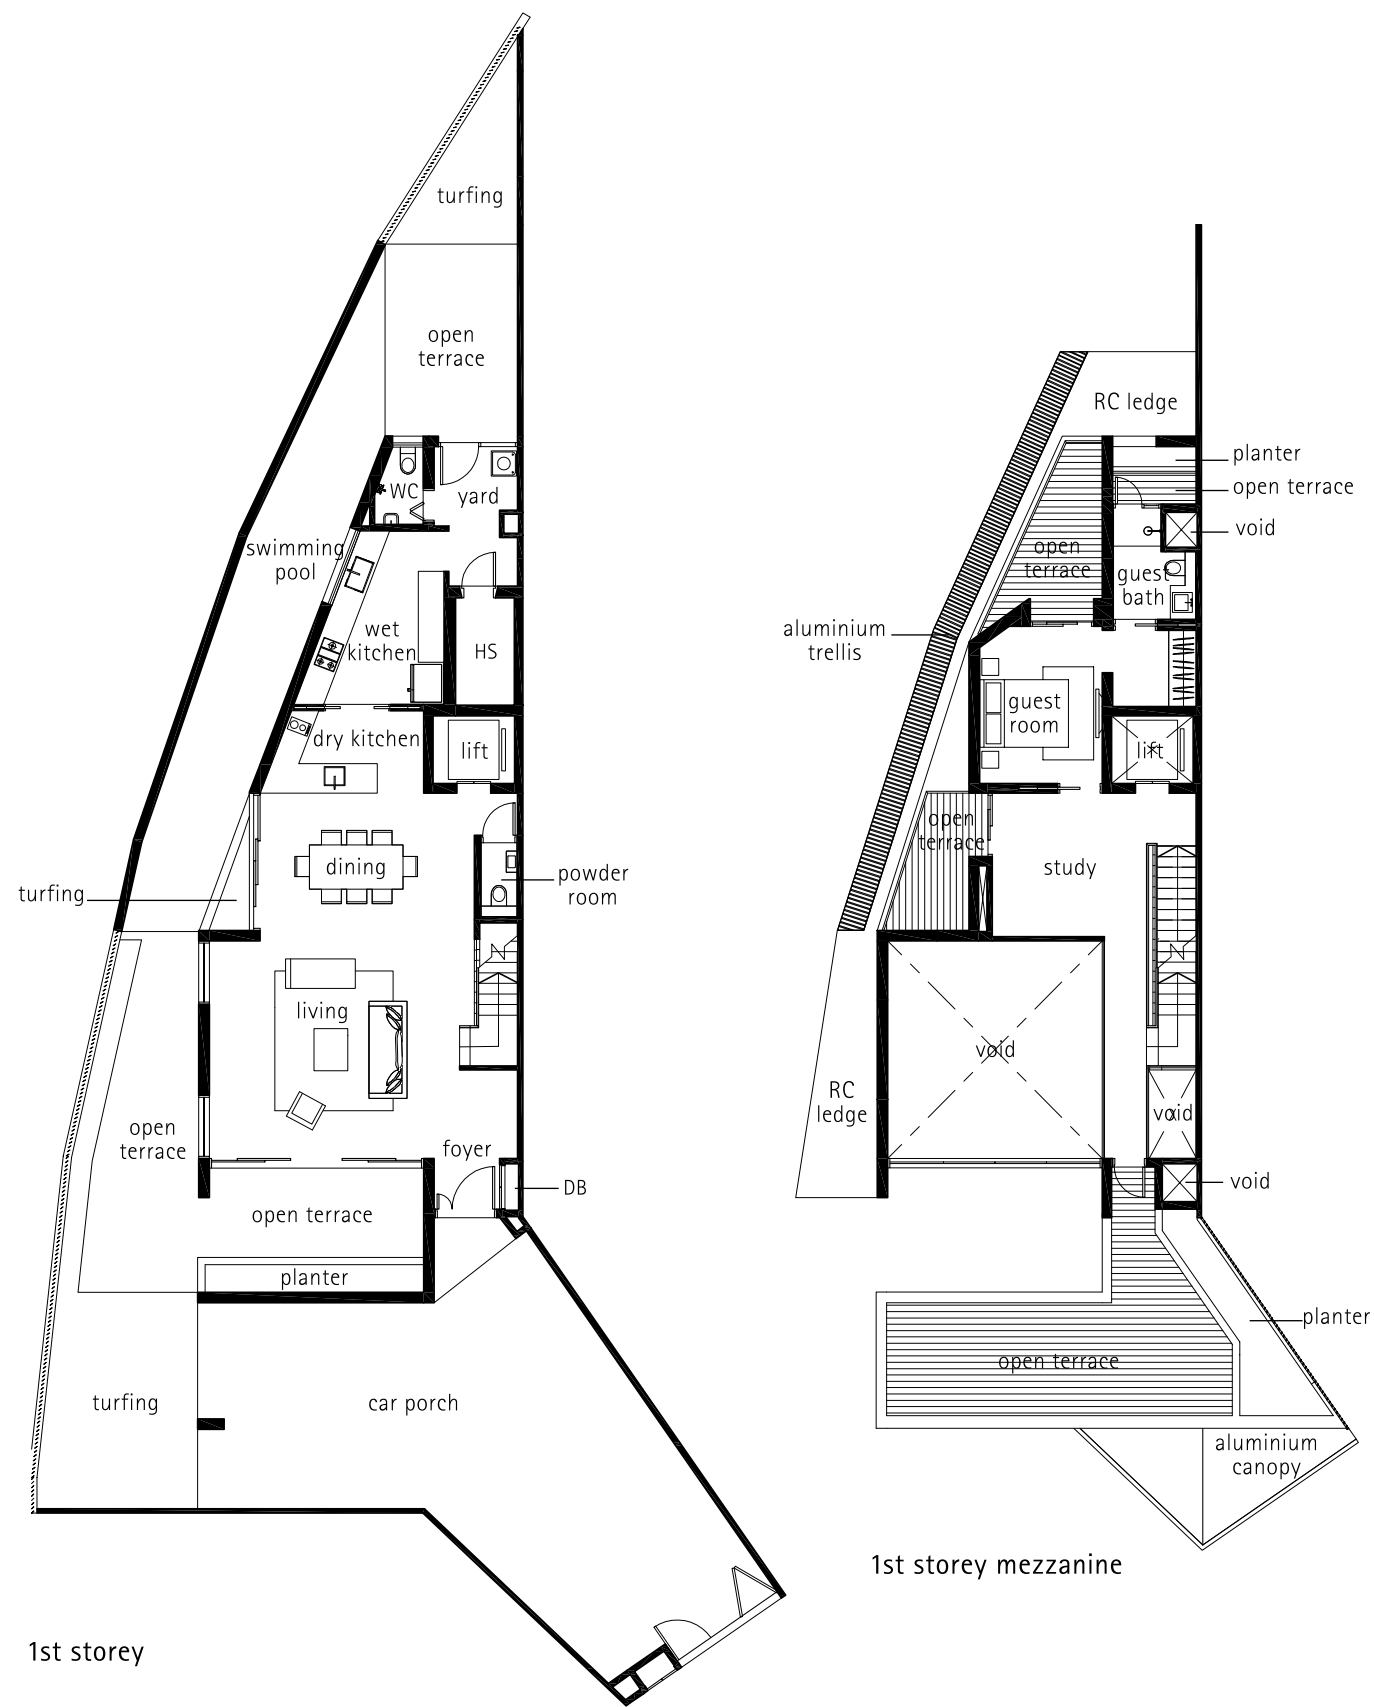 turfing
open
terrace
WC
yard
swimming
pool
wet
kitchen
HS
dry kitchen
lift
dining
turfing
powder
room
living
open
terrace
foyer
DB
open terrace
planter
turfing
car porch
1st storey
RC ledge
planter
open terrace
void
open
terrace
guest
bath
aluminium
trellis
guest
room
lift
open
terrace
study
void
RC
ledge
void
void
planter
open terrace
aluminium
canopy
1st storey mezzanine